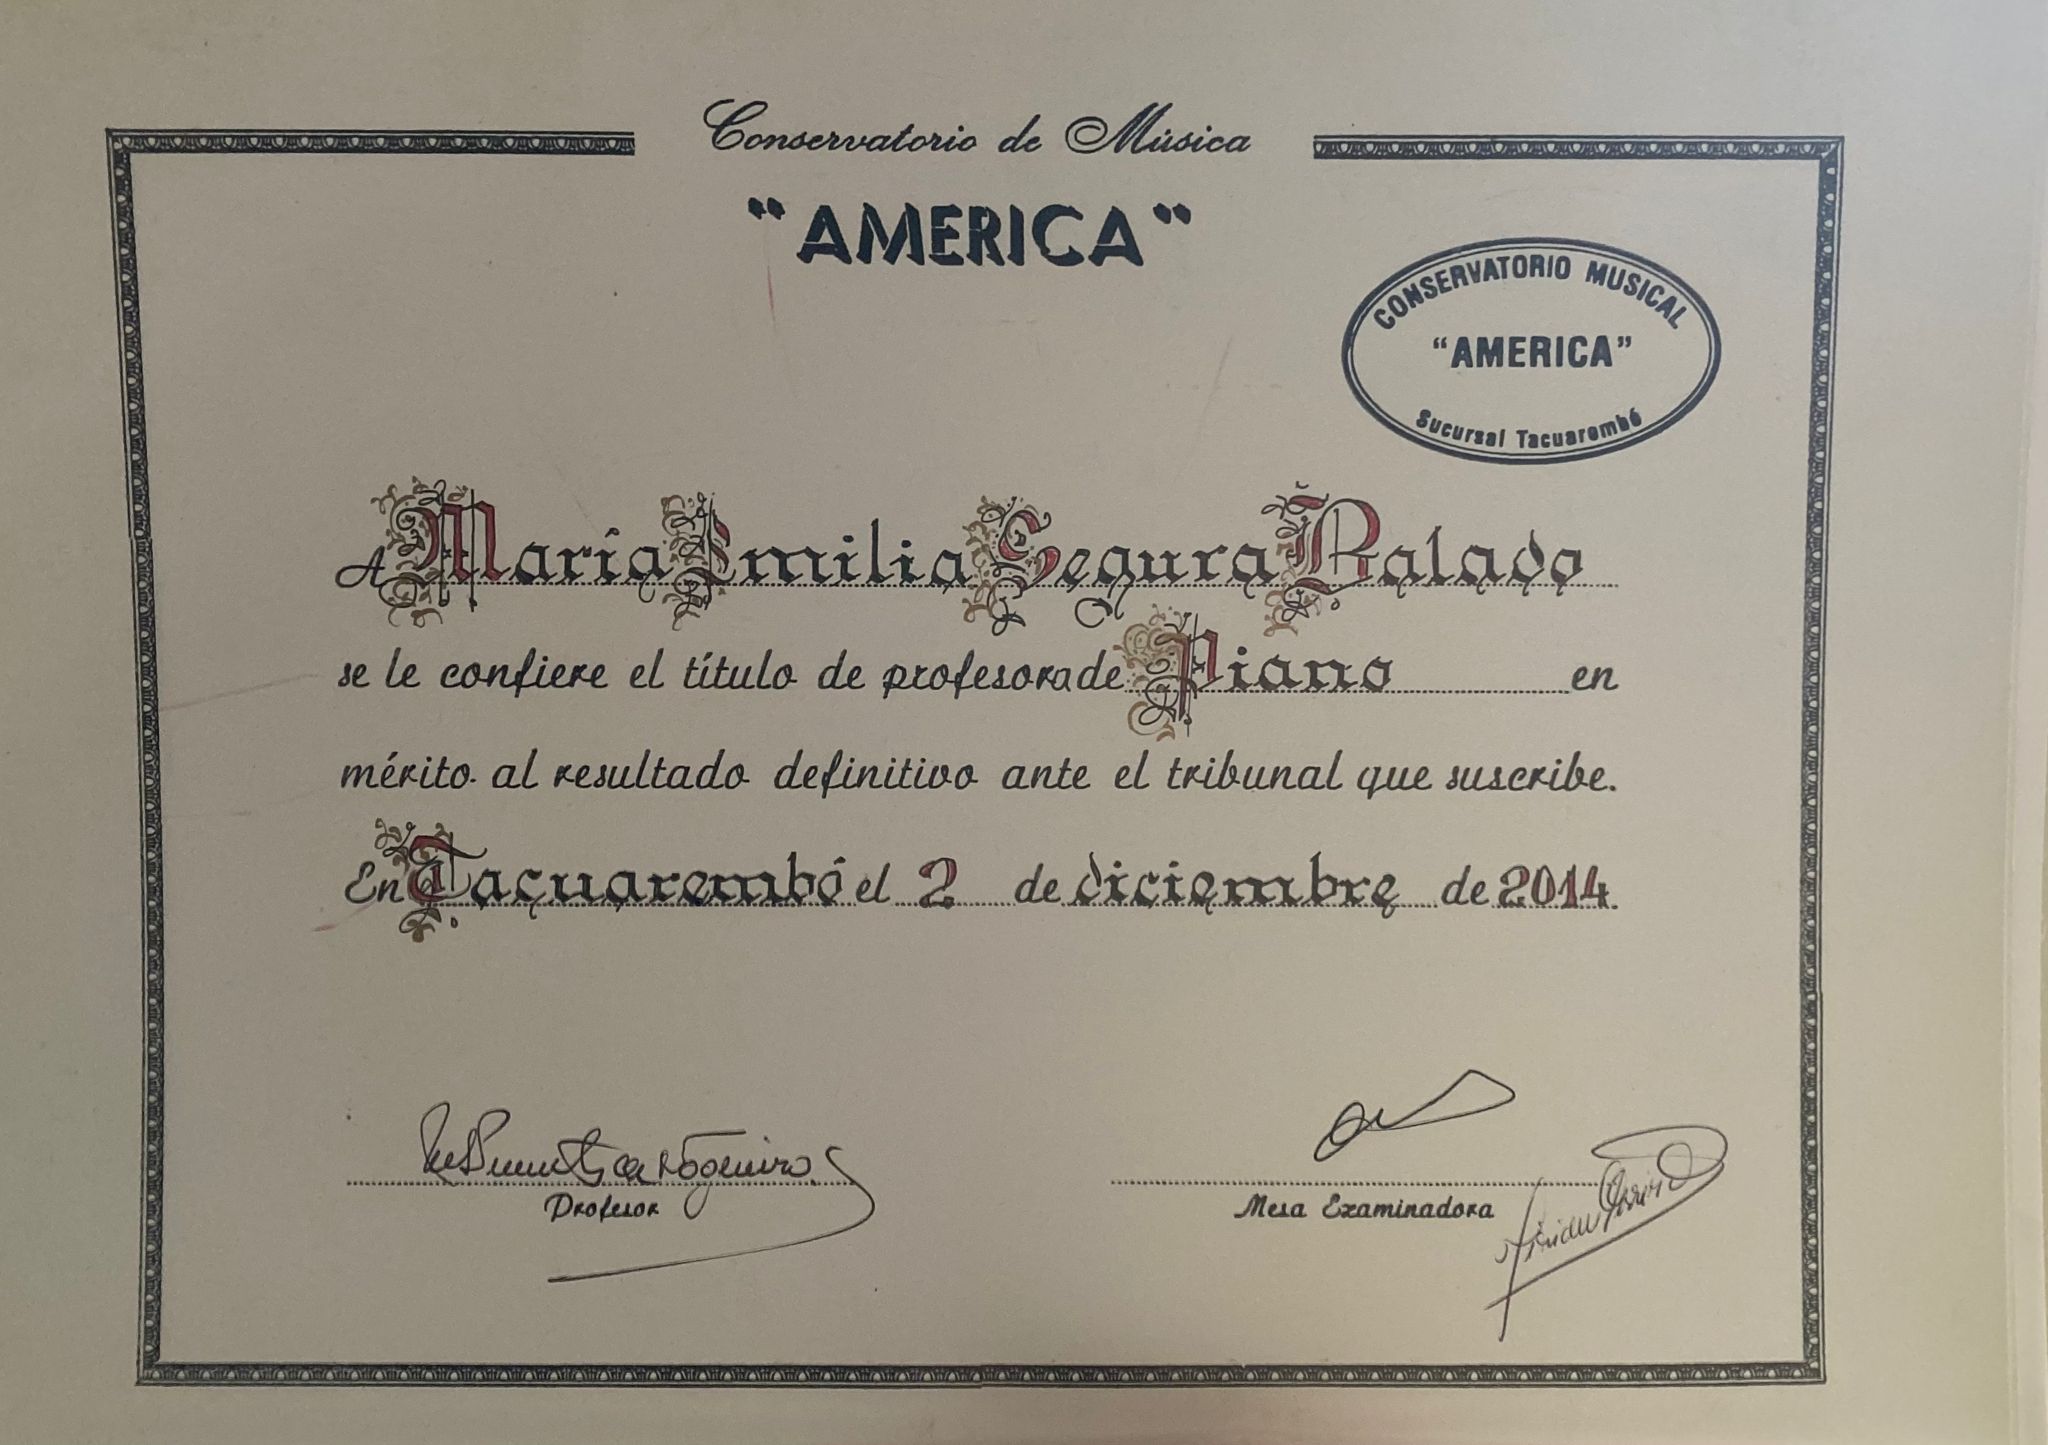 Conservatorio de Música
"AMERICA"
CONSERVATORIO MUSICAL
"AMERICA"
Sucursal Tacuarembó
A María Emilia Segura Balado
se le confiere el título de profesora de Piano en
mérito al resultado definitivo ante el tribunal que suscribe.
En Tacuarembó el 2 de diciembre de 2014.
Profesor
Mesa Examinadora